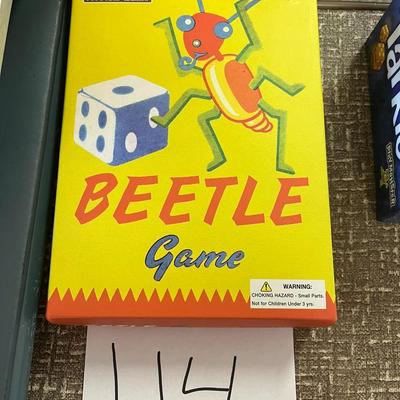 BEETLE
Game
WARNING:
CHOKING HAZARD - Small Parts.
Not for Children Under 3 yrs.
114